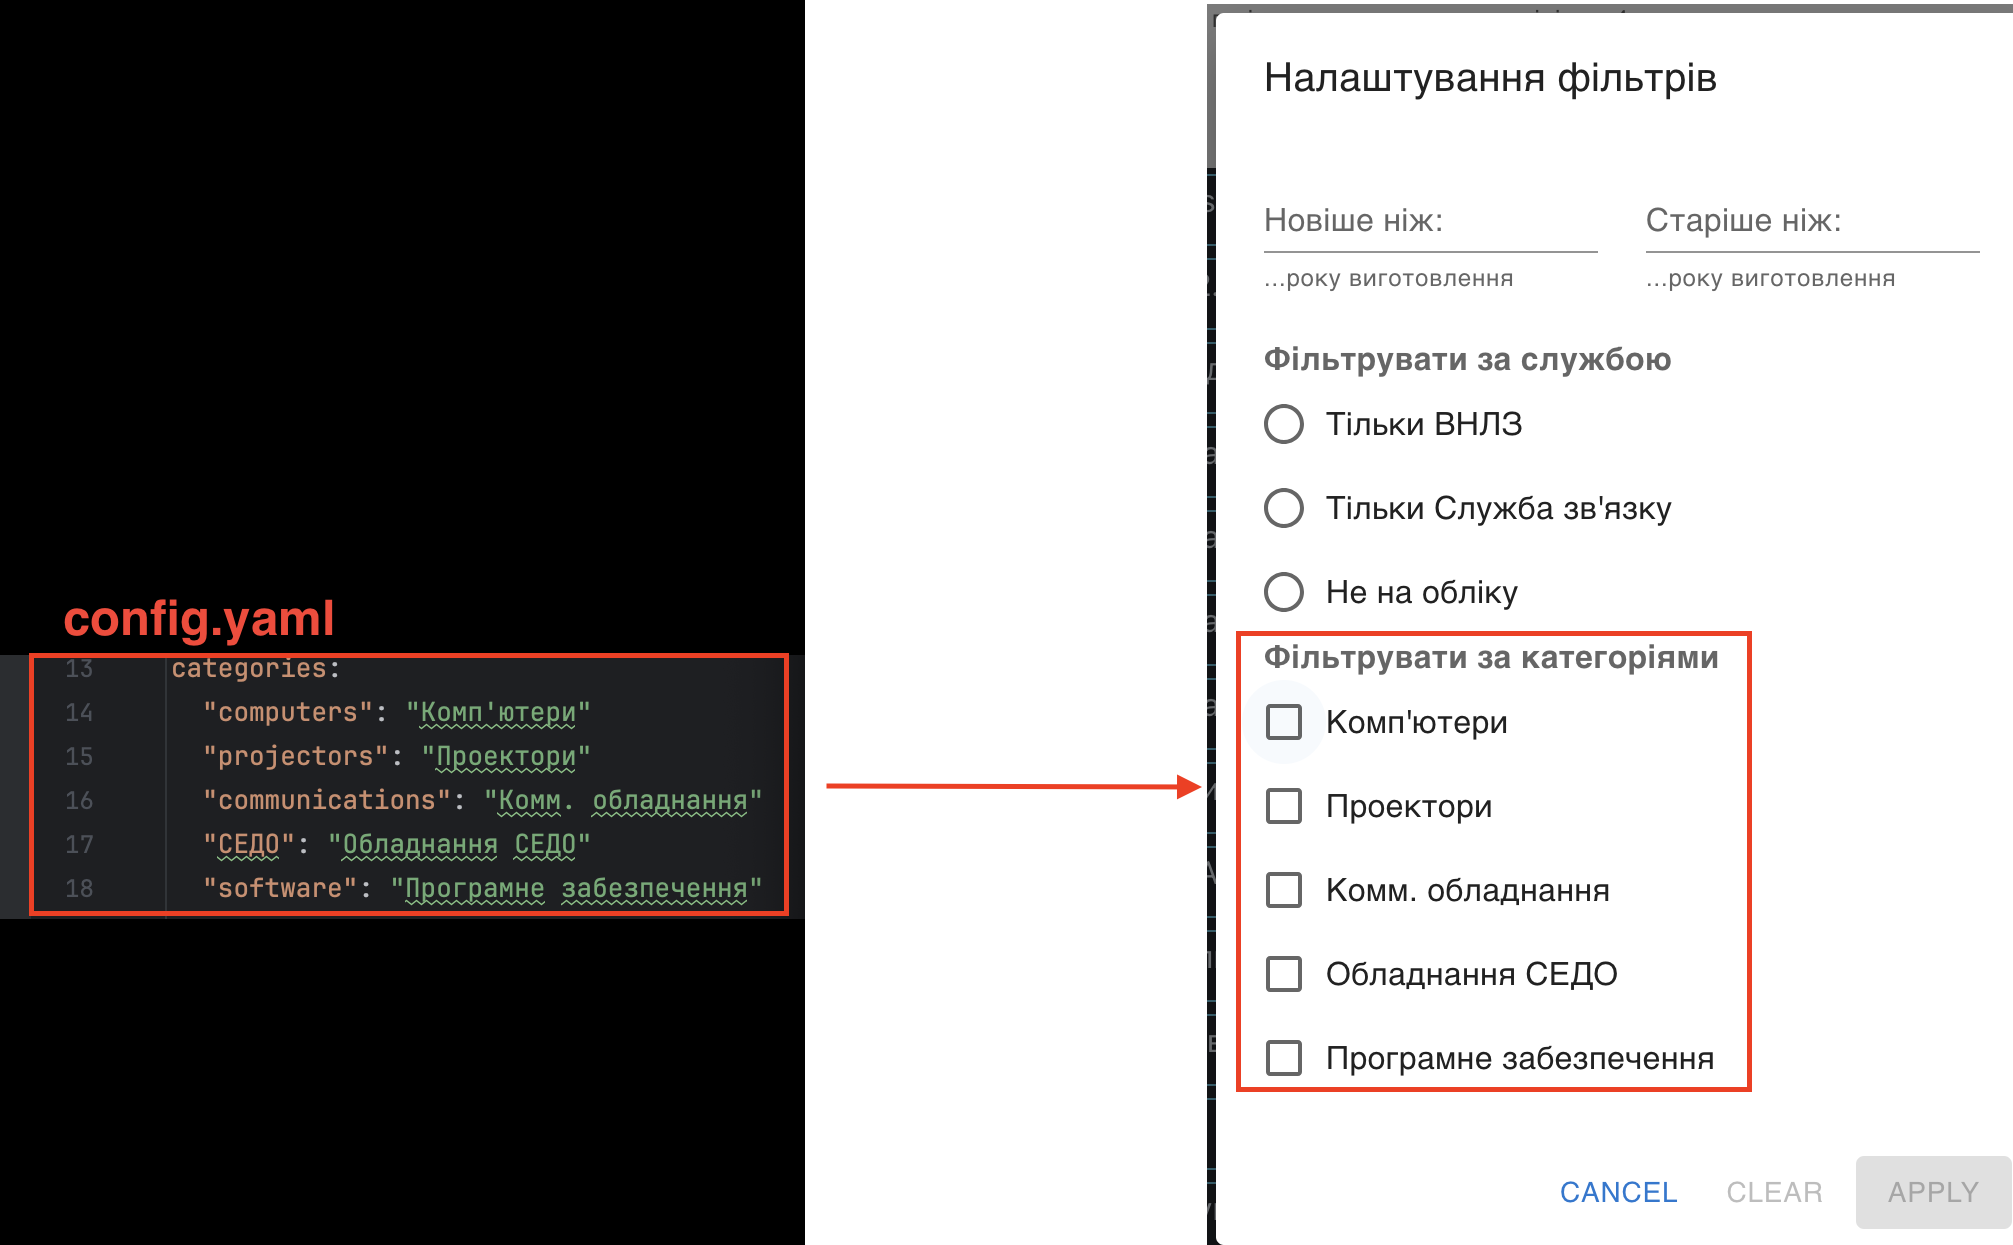 config.yaml
13 categories:
14 "computers": "Комп'ютери"
15 "projectors": "Проектори"
16 "communications": "Комм. обладнання"
17 "СЕДО": "Обладнання СЕДО"
18 "software": "Програмне забезпечення"
Налаштування фільтрів
Новіше ніж: Старіше ніж:
...року виготовлення ...року виготовлення
Фільтрувати за службою
Тільки ВНЛЗ
Тільки Служба зв'язку
Не на обліку
Фільтрувати за категоріями
Комп'ютери
Проектори
Комм. обладнання
Обладнання СЕДО
Програмне забезпечення
CANCEL CLEAR APPLY